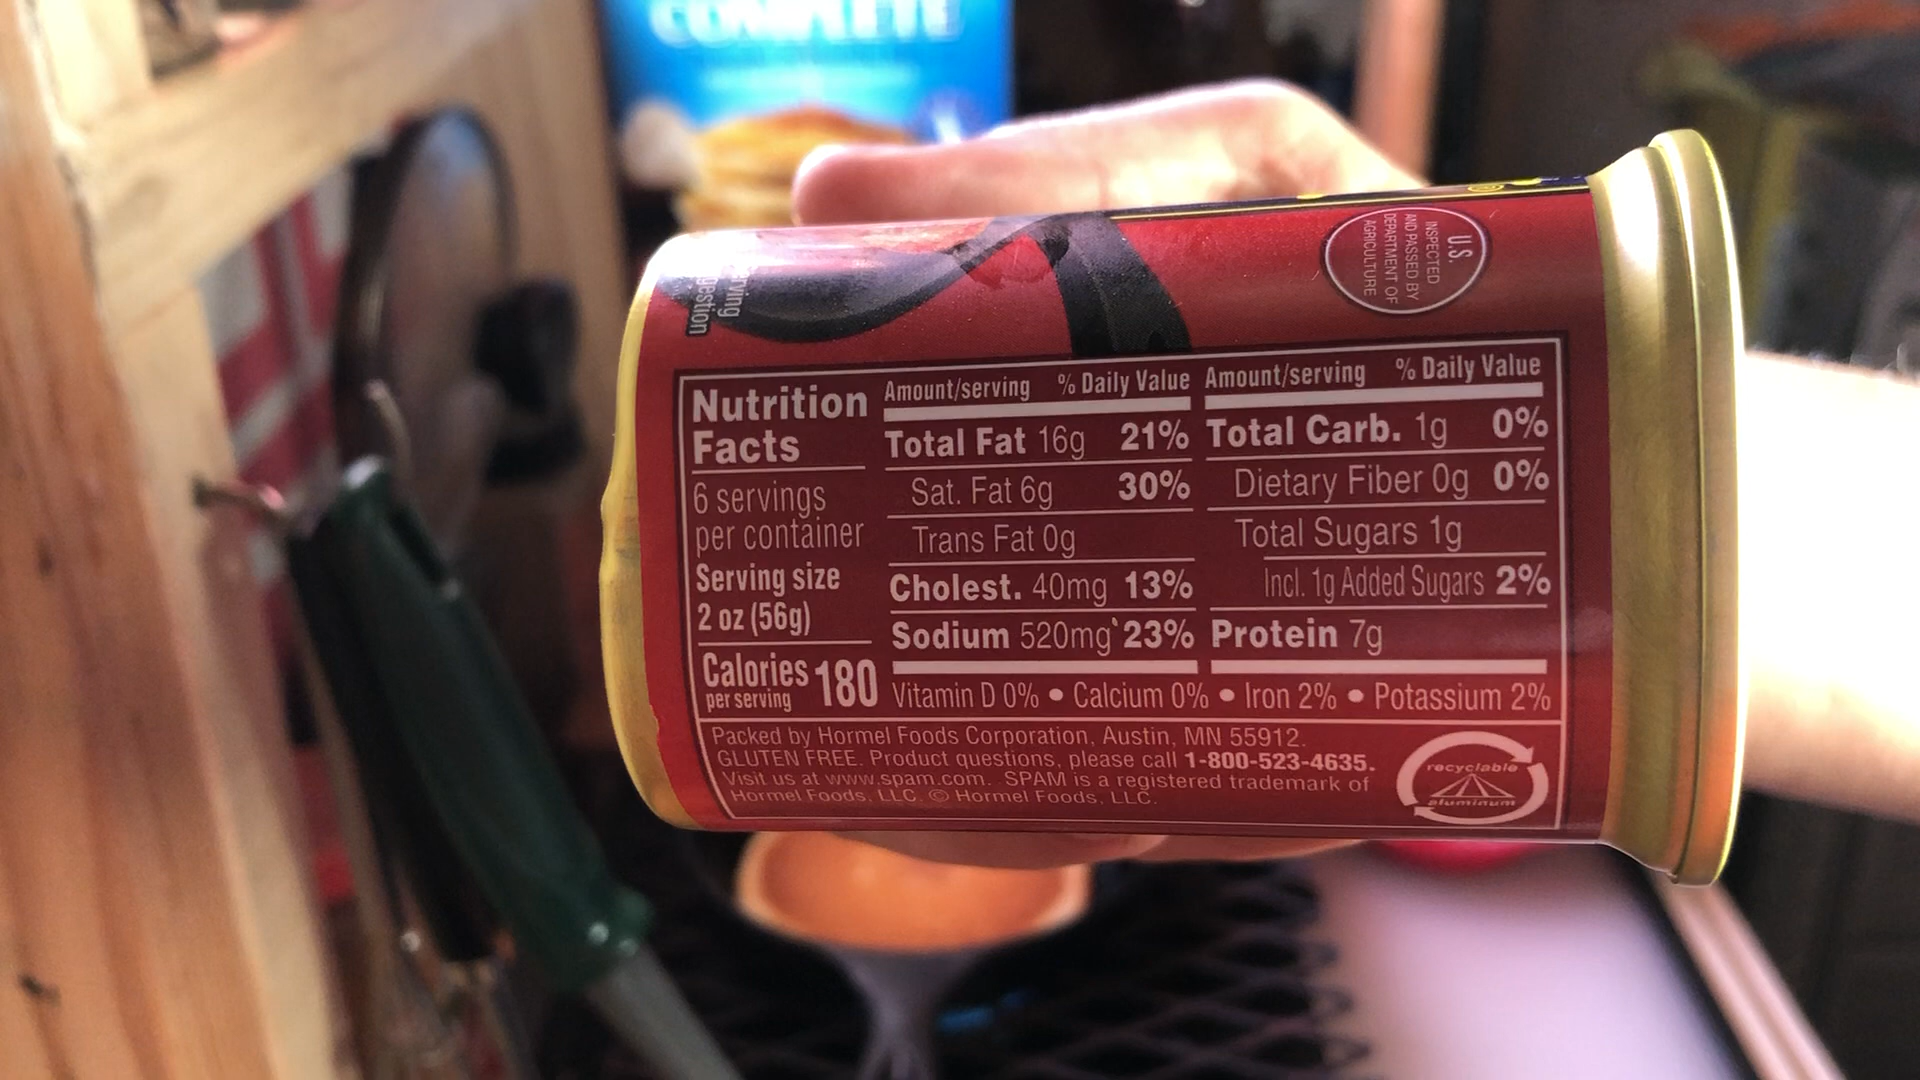 COMPLETE
U.S.
INSPECTED
AND PASSED BY
DEPARTMENT OF
AGRICULTURE
Nutrition
Facts
6 servings
per container
Serving size
2 oz (56g)
Calories 180
per serving
Amount/serving % Daily Value
Total Fat 16g 21%
Sat. Fat 6g 30%
Trans Fat 0g
Cholest. 40mg 13%
Sodium 520mg 23%
Amount/serving % Daily Value
Total Carb. 1g 0%
Dietary Fiber 0g 0%
Total Sugars 1g
Incl. 1g Added Sugars 2%
Protein 7g
Vitamin D 0% • Calcium 0% • Iron 2% • Potassium 2%
Packed by Hormel Foods Corporation, Austin, MN 55912.
GLUTEN FREE. Product questions, please call 1-800-523-4635.
Visit us at www.spam.com. SPAM is a registered trademark of
Hormel Foods, LLC. © Hormel Foods, LLC.
recyclable
aluminum